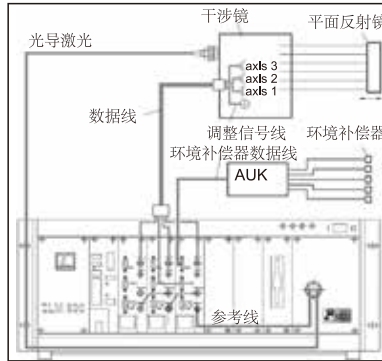 干涉镜
平面反射镜
光导激光
axls 3
axls 2
axls 1
数据线
调整信号线
环境补偿器
环境补偿器数据线
AUK
参考线